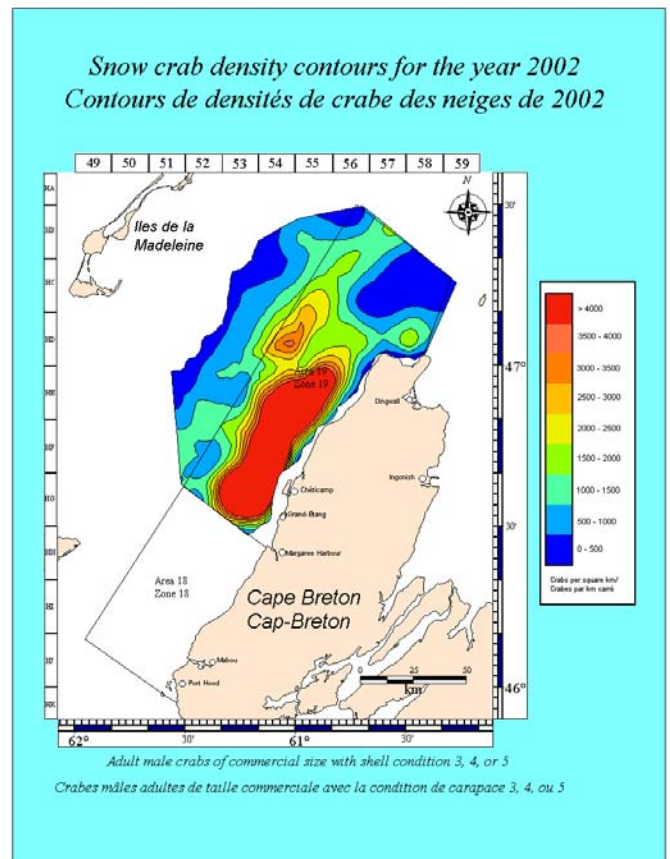 Snow crab density contours for the year 2002
Contours de densités de crabe des neiges de 2002
49 50 51 52 53 54 55 56 57 58 59
N
30'
Iles de la
Madeleine
> 4000
3500 - 4000
3000 - 3500
2500 - 3000
2000 - 2500
1500 - 2000
1000 - 1500
500 - 1000
0 - 500
Crabs per square km/
Crabes par km carré
47°
Area 19
Zone 19
Dingwall
Ingonish
Chéticamp
Grand-Étang
30'
Margaree Harbour
Area 18
Zone 18
Cape Breton
Cap-Breton
Mabou
Port Hood
0 25 50
km
46°
62° 30' 61° 30'
Adult male crabs of commercial size with shell condition 3, 4, or 5
Crabes mâles adultes de taille commerciale avec la condition de carapace 3, 4, ou 5